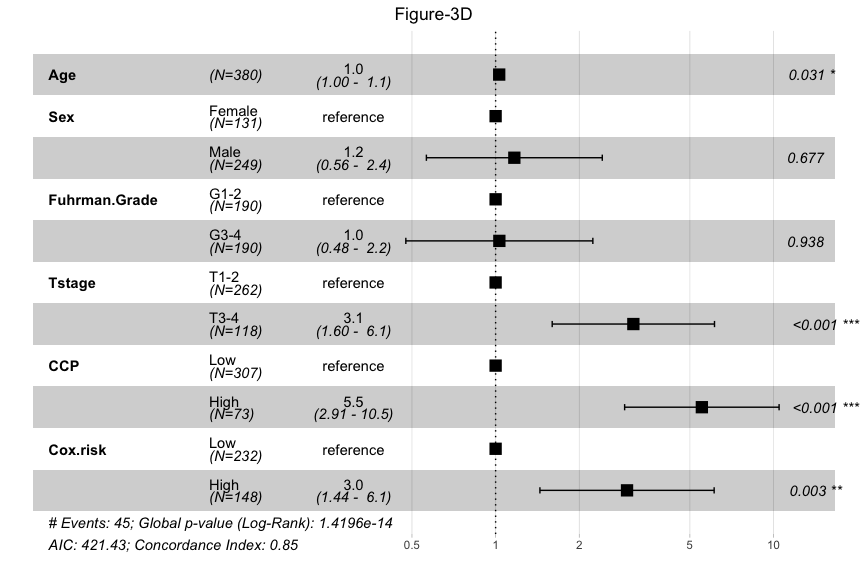 Figure-3D
Age (N=380) 1.0 0.031 *
(1.00 - 1.1)
Sex Female reference
(N=131)
Male 1.2 0.677
(N=249) (0.56 - 2.4)
Fuhrman.Grade G1-2 reference
(N=190)
G3-4 1.0 0.938
(N=190) (0.48 - 2.2)
Tstage T1-2 reference
(N=262)
T3-4 3.1 <0.001 ***
(N=118) (1.60 - 6.1)
CCP Low reference
(N=307)
High 5.5 <0.001 ***
(N=73) (2.91 - 10.5)
Cox.risk Low reference
(N=232)
High 3.0 0.003 **
(N=148) (1.44 - 6.1)
# Events: 45; Global p-value (Log-Rank): 1.4196e-14
AIC: 421.43; Concordance Index: 0.85
0.5 1 2 5 10